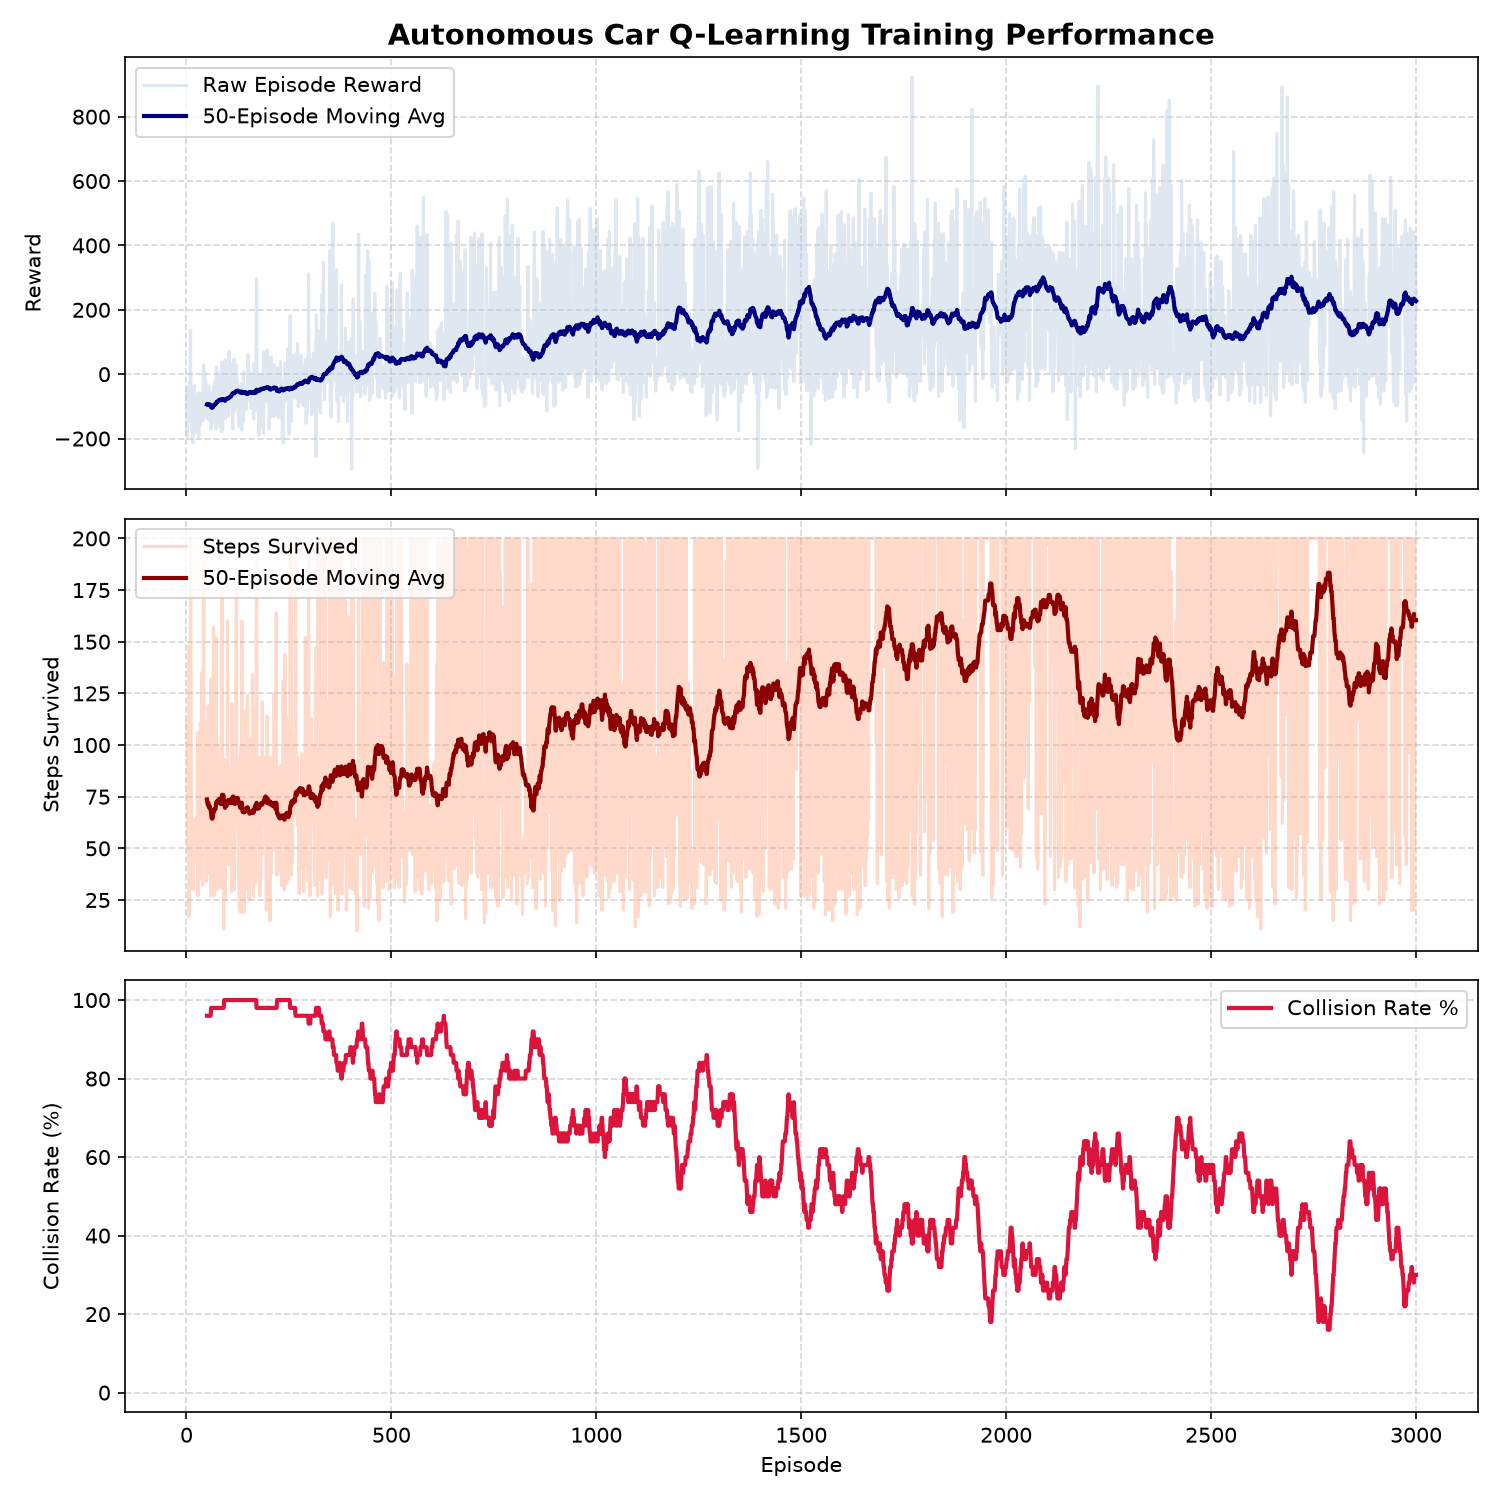 Autonomous Car Q-Learning Training Performance
Raw Episode Reward
50-Episode Moving Avg
800
600
400
200
0
−200
Reward
Steps Survived
50-Episode Moving Avg
200
175
150
125
100
75
50
25
Steps Survived
Collision Rate %
100
80
60
40
20
0
Collision Rate (%)
0 500 1000 1500 2000 2500 3000
Episode